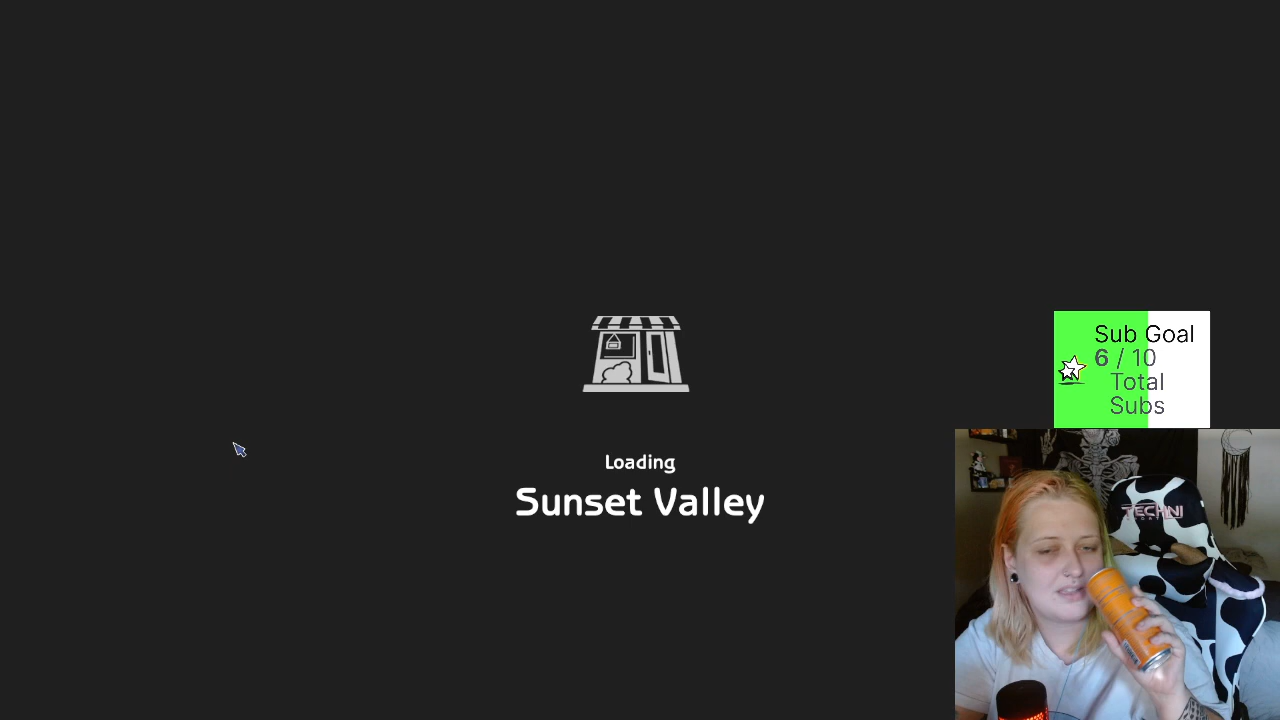 Sub Goal
6 / 10
Total
Subs
Loading
Sunset Valley
TECHNI